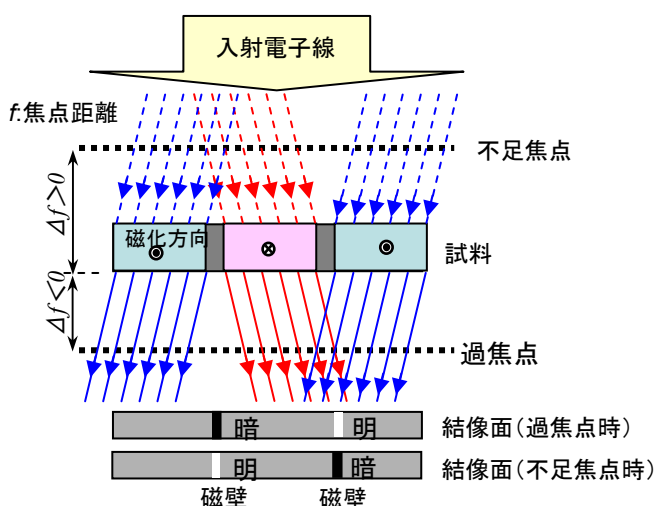 入射電子線
f:焦点距離
不足焦点
Δf>0
磁化方向
試料
Δf<0
過焦点
暗 明 結像面(過焦点時)
明 暗 結像面(不足焦点時)
磁壁 磁壁